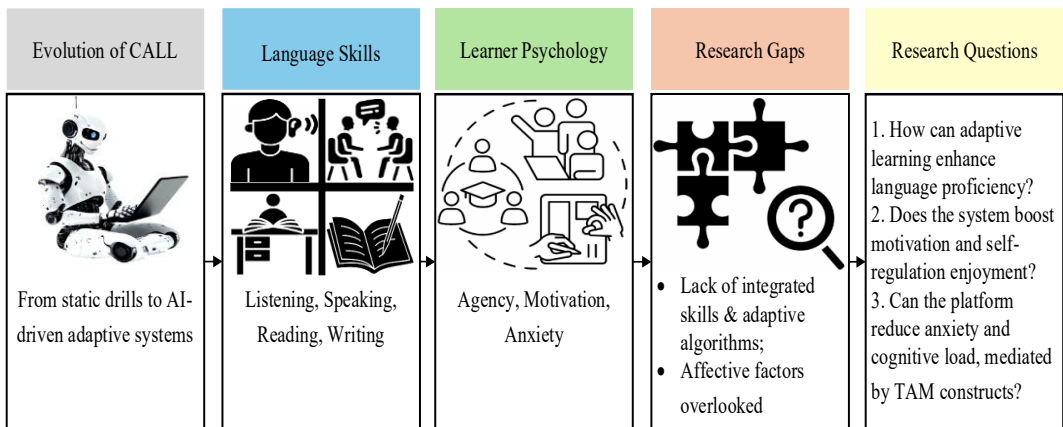 Evolution of CALL
Language Skills
Learner Psychology
Research Gaps
Research Questions
From static drills to AI-
driven adaptive systems
Listening, Speaking,
Reading, Writing
Agency, Motivation,
Anxiety
?
• Lack of integrated
skills & adaptive
algorithms;
• Affective factors
overlooked
1. How can adaptive
learning enhance
language proficiency?
2. Does the system boost
motivation and self-
regulation enjoyment?
3. Can the platform
reduce anxiety and
cognitive load, mediated
by TAM constructs?